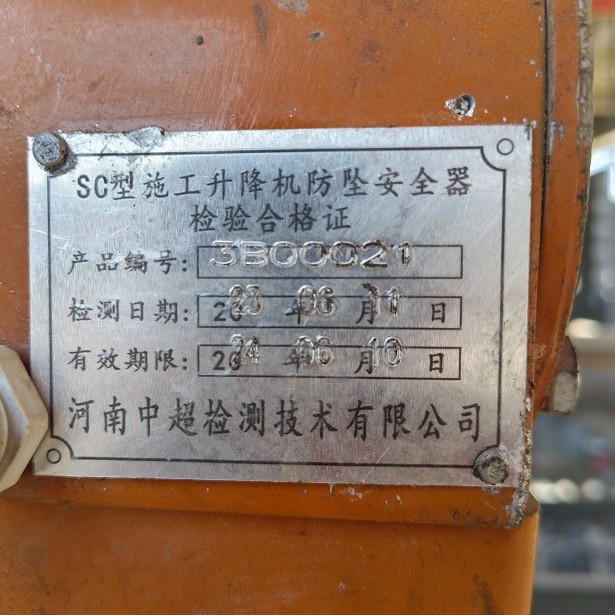 SC型施工升降机防坠安全器
检验合格证
产品编号: 3B00021
检测日期: 2023年06月11日
有效期限: 2024年06月10日
河南中超检测技术有限公司